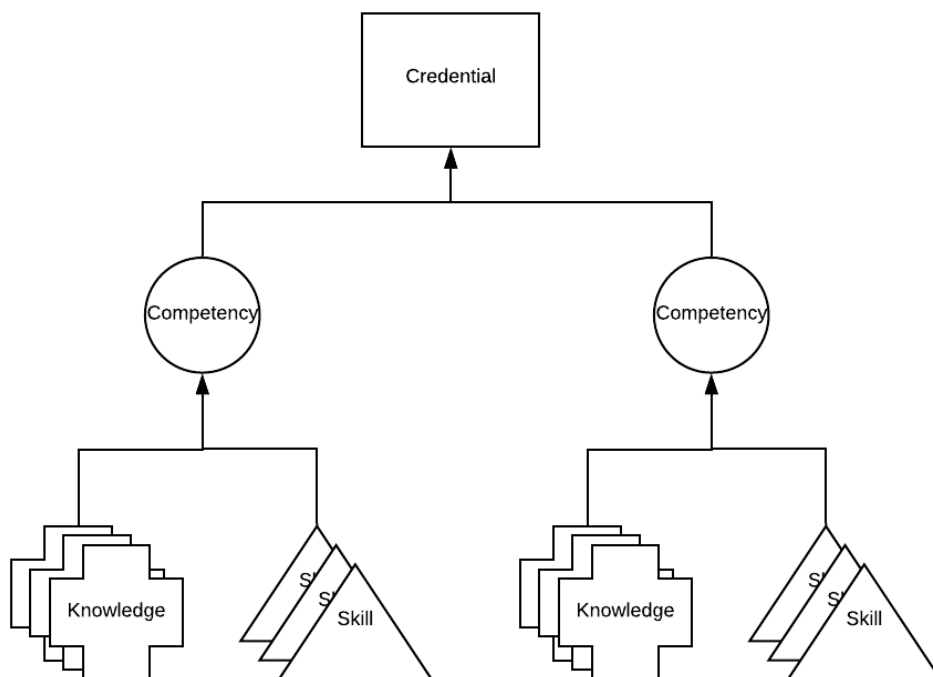 Credential
Competency
Competency
Knowledge
Skill
Knowledge
Skill